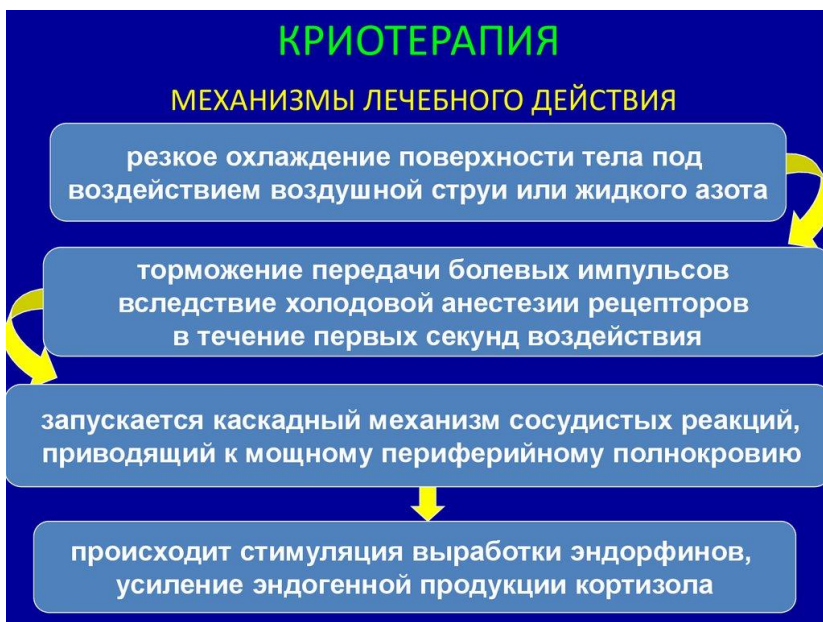 КРИОТЕРАПИЯ
МЕХАНИЗМЫ ЛЕЧЕБНОГО ДЕЙСТВИЯ
резкое охлаждение поверхности тела под
воздействием воздушной струи или жидкого азота
торможение передачи болевых импульсов
вследствие холодовой анестезии рецепторов
в течение первых секунд воздействия
запускается каскадный механизм сосудистых реакций,
приводящий к мощному периферийному полнокровию
происходит стимуляция выработки эндорфинов,
усиление эндогенной продукции кортизола